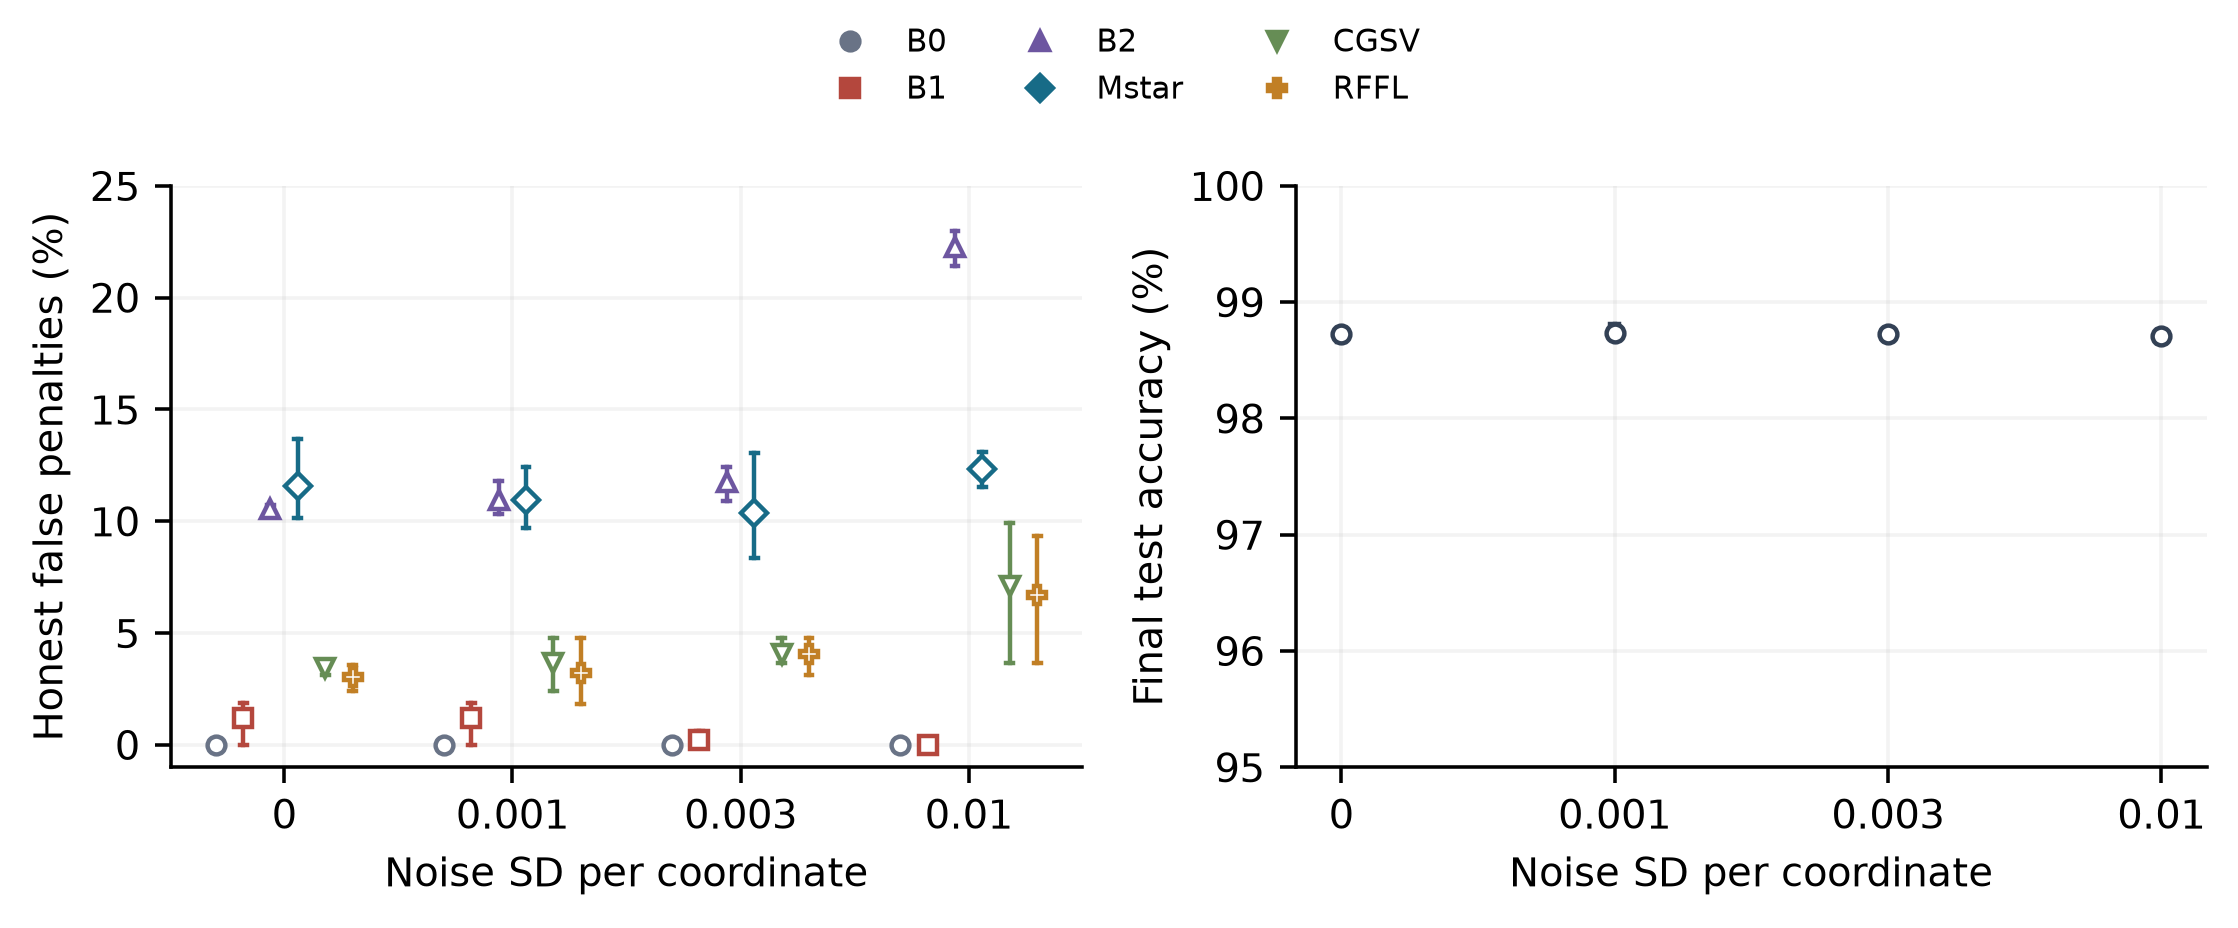 B0 B2 CGSV
B1 Mstar RFFL
Honest false penalties (%)
25
20
15
10
5
0
0 0.001 0.003 0.01
Noise SD per coordinate
Final test accuracy (%)
100
99
98
97
96
95
0 0.001 0.003 0.01
Noise SD per coordinate